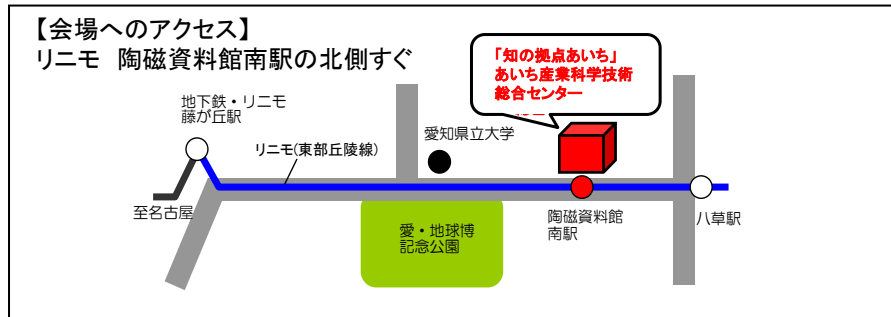 【会場へのアクセス】
リニモ 陶磁資料館南駅の北側すぐ
「知の拠点あいち」
あいち産業科学技術
総合センター
地下鉄・リニモ
藤が丘駅
愛知県立大学
リニモ(東部丘陵線)
至名古屋
愛・地球博
記念公園
陶磁資料館
南駅
八草駅